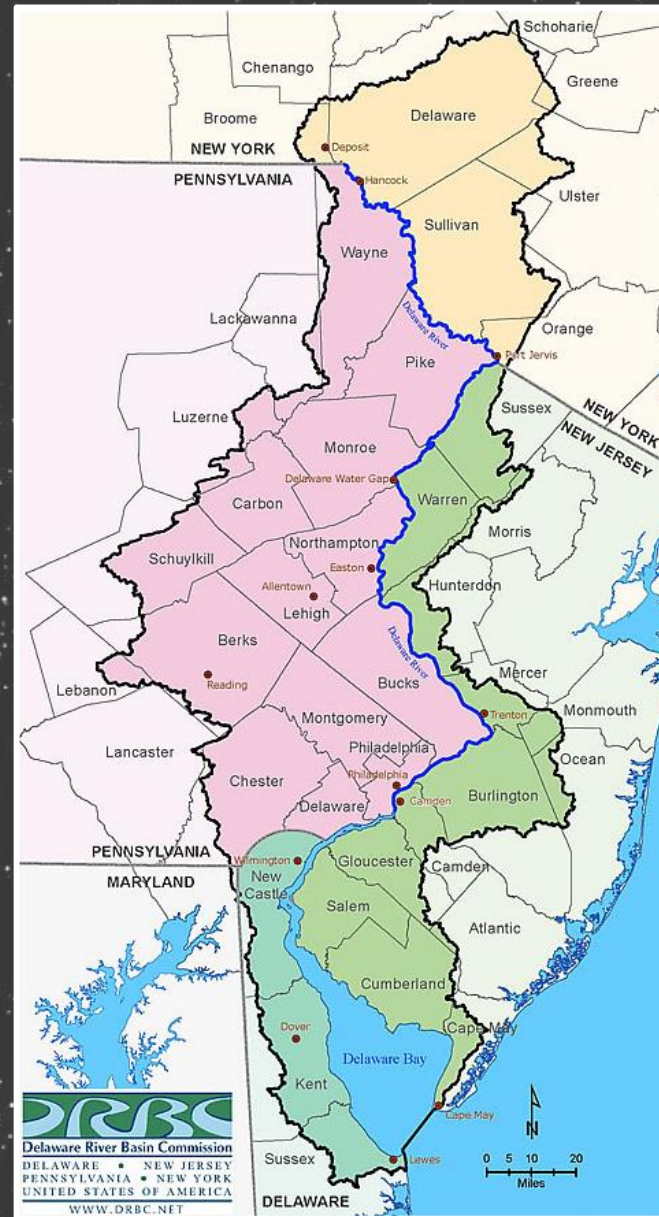 Schoharie
Chenango
Greene
Delaware
Broome
Deposit
NEW YORK
PENNSYLVANIA
Hancock
Ulster
Sullivan
Wayne
Delaware River
Lackawanna
Orange
Port Jervis
Pike
Luzerne
Sussex
NEW YORK
NEW JERSEY
Monroe
Delaware Water Gap
Warren
Carbon
Morris
Northampton
Schuylkill
Easton
Hunterdon
Allentown
Lehigh
Berks
Delaware River
Mercer
Reading
Bucks
Lebanon
Trenton
Monmouth
Montgomery
Philadelphia
Lancaster
Ocean
Chester
Philadelphia
Delaware
Camden
Burlington
PENNSYLVANIA
MARYLAND
Wilmington
New
Castle
Gloucester
Camden
Salem
Atlantic
Cumberland
Cape May
Dover
Delaware Bay
Kent
Cape May
N
Sussex
Lewes
0 5 10 20
Miles
DELAWARE
DRBC
Delaware River Basin Commission
DELAWARE • NEW JERSEY
PENNSYLVANIA • NEW YORK
UNITED STATES OF AMERICA
WWW.DRBC.NET